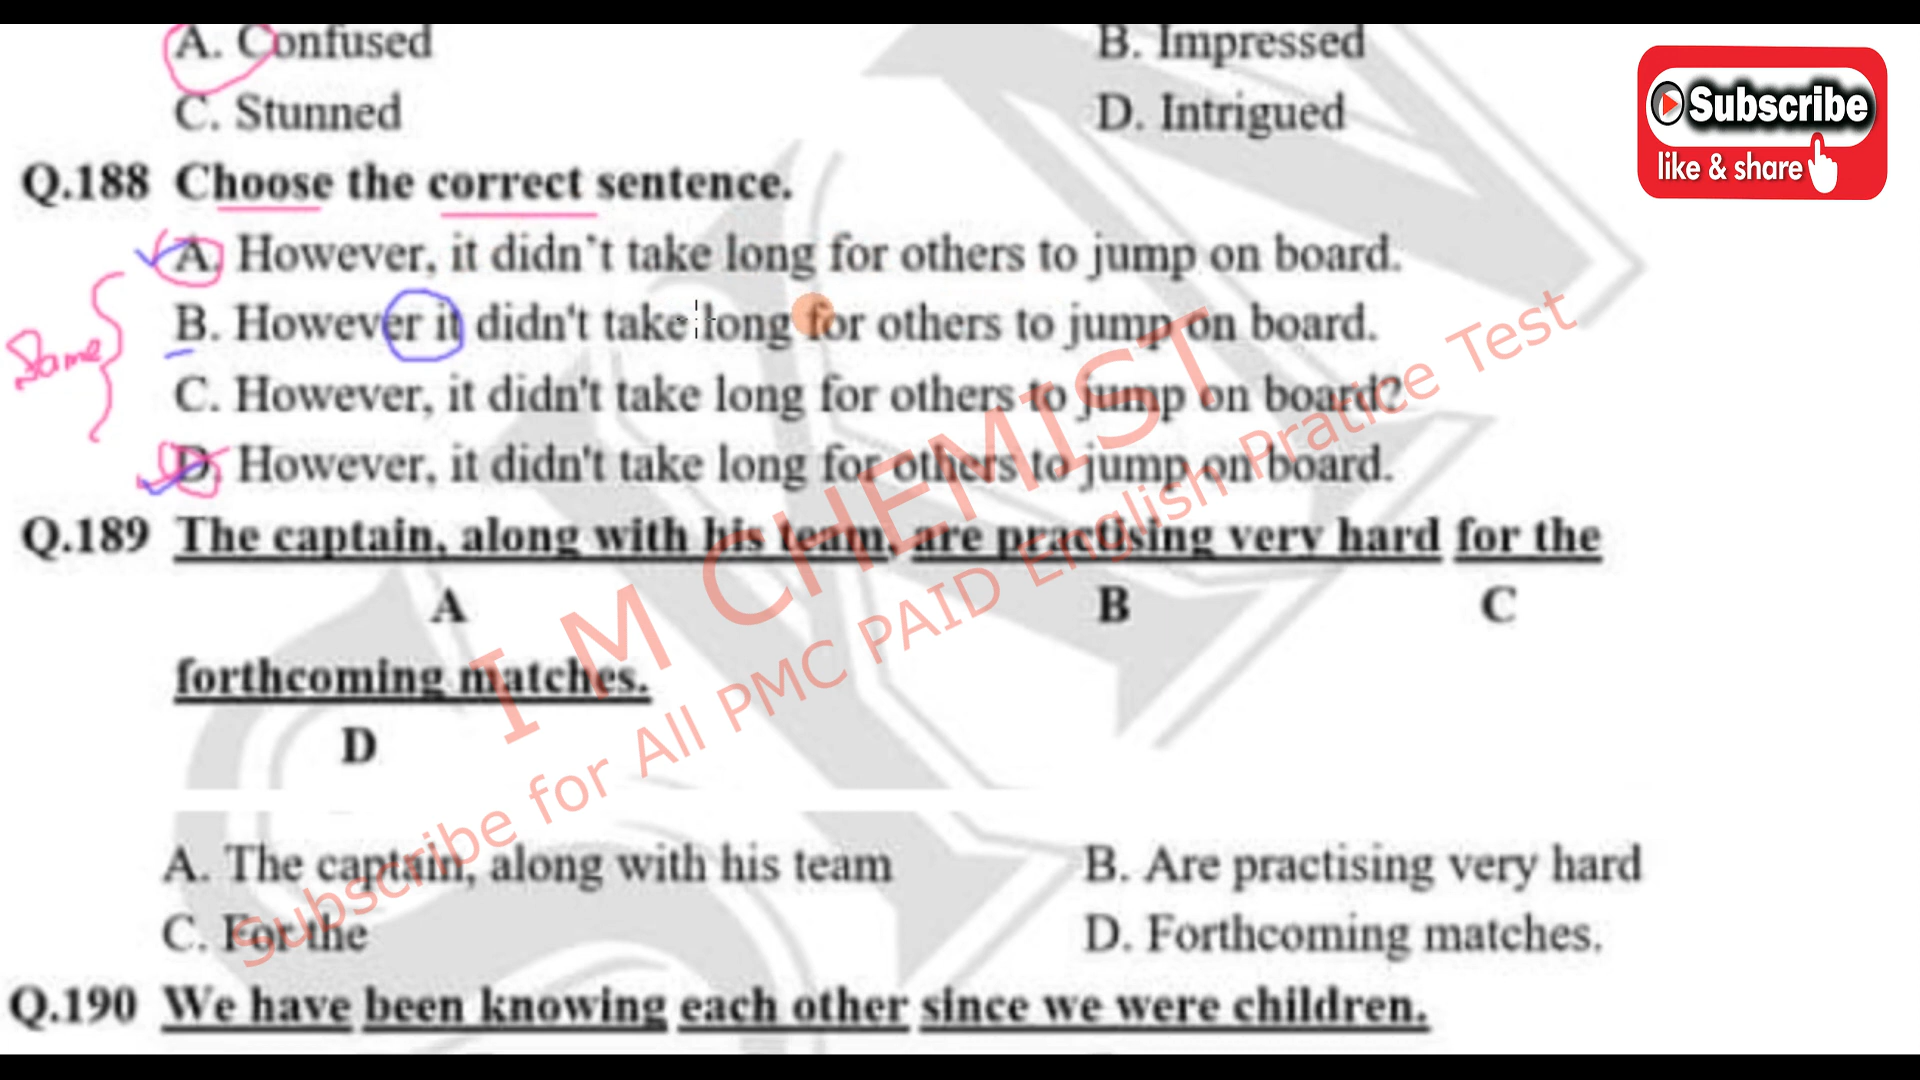 A. Confused B. Impressed
C. Stunned D. Intrigued
Subscribe
like & share
Q.188 Choose the correct sentence.
A. However, it didn’t take long for others to jump on board.
B. However it didn't take long for others to jump on board.
C. However, it didn't take long for others to jump on board?
D. However, it didn't take long for others to jump on board.
Same
Q.189 The captain, along with his team, are practising very hard for the
A B C
forthcoming matches.
D
A. The captain, along with his team B. Are practising very hard
C. For the D. Forthcoming matches.
Q.190 We have been knowing each other since we were children.
I M CHEMIST
Subscribe for All PMC PAID English Pratice Test